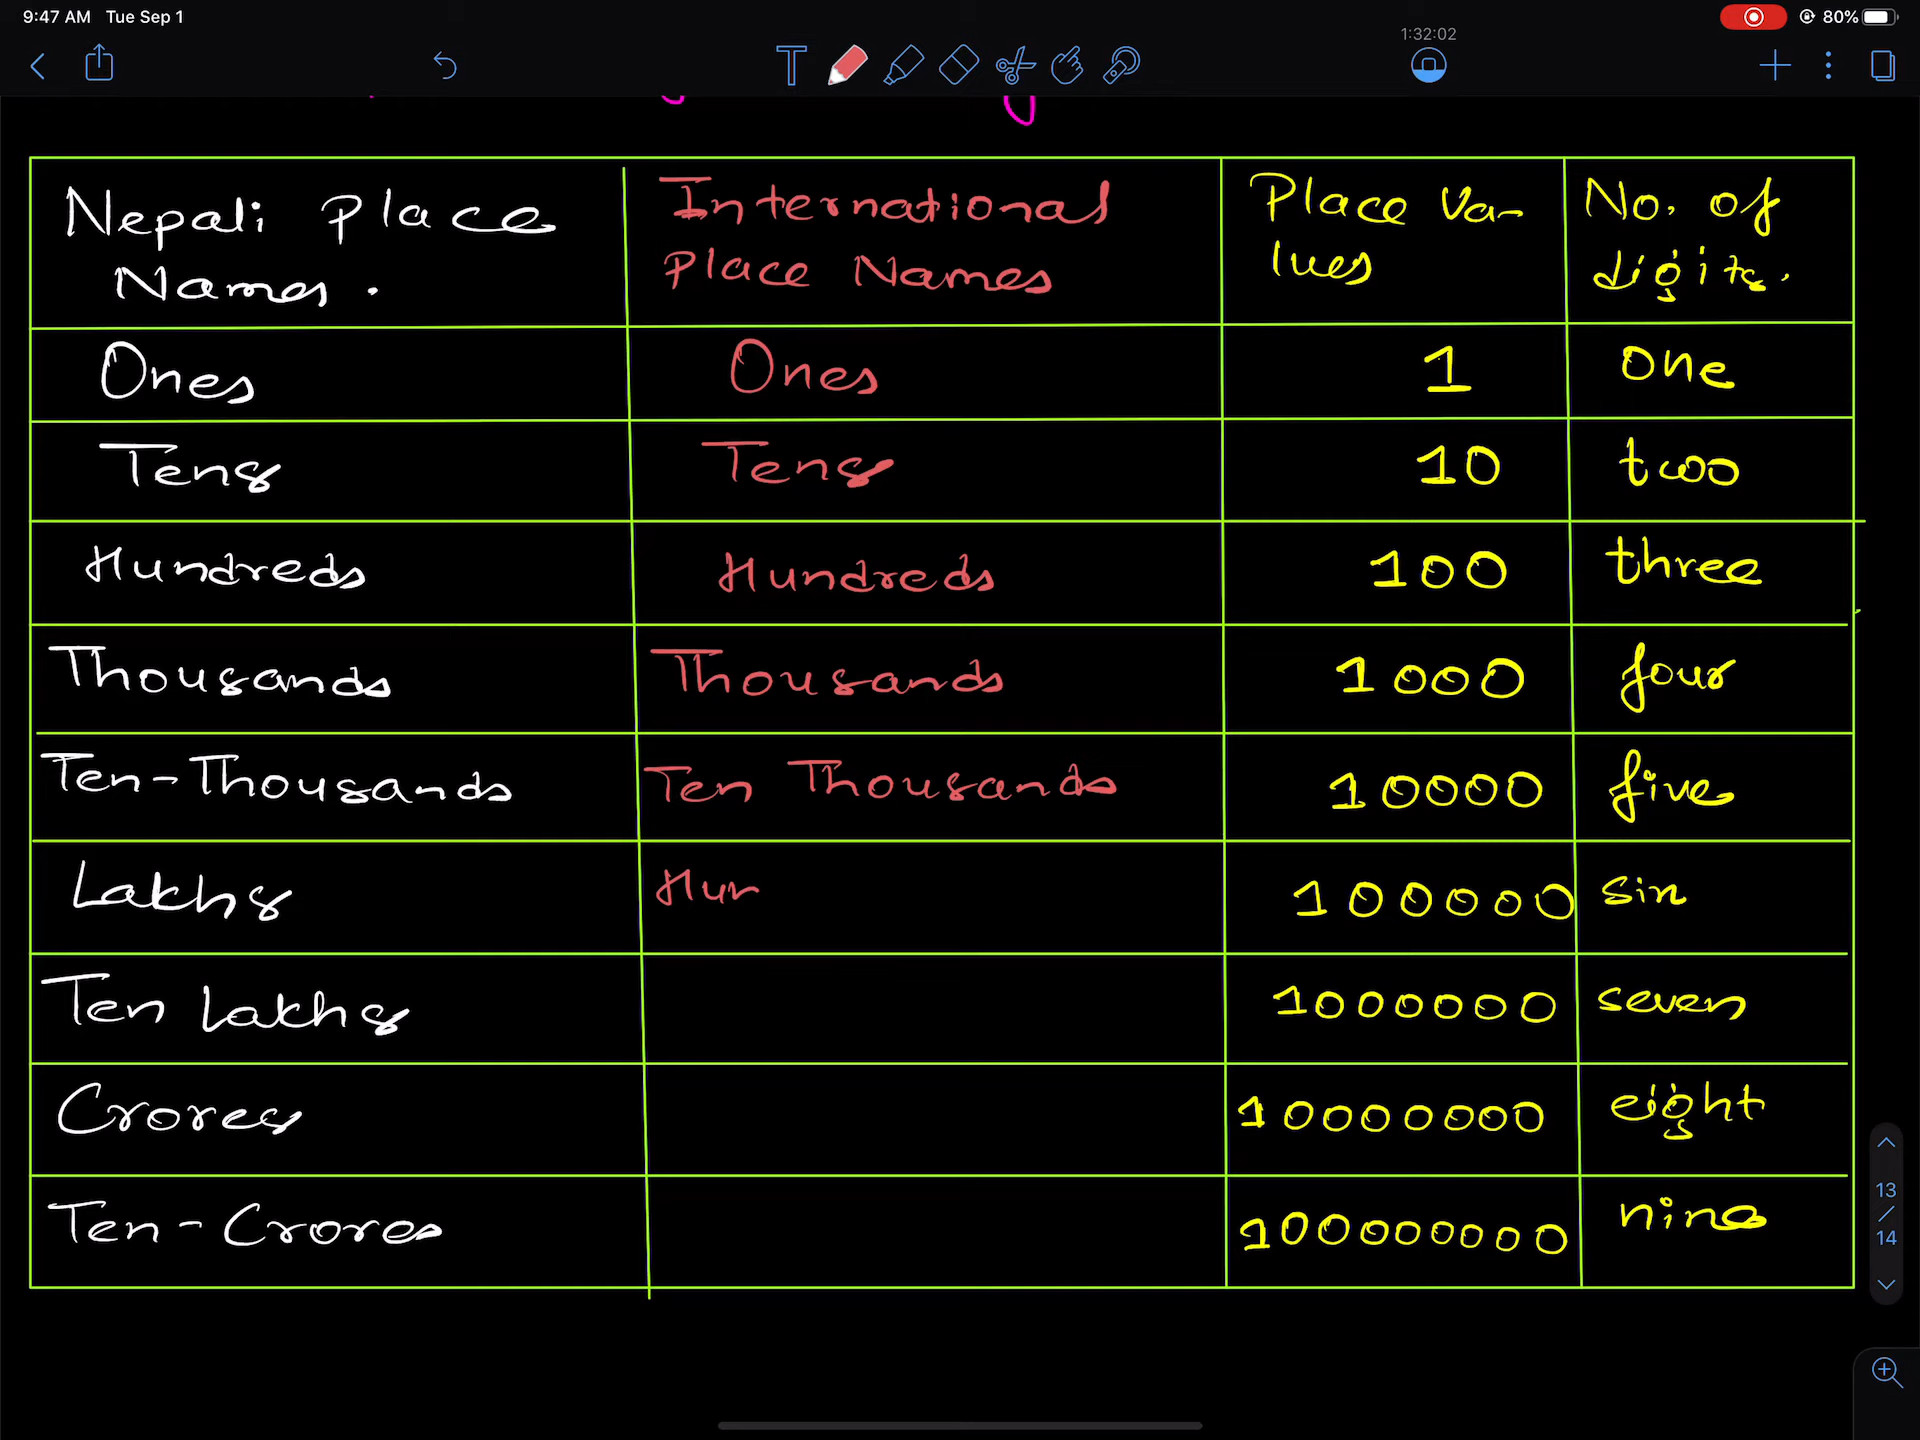 9:47 AM Tue Sep 1
80%
1:32:02
Nepali Place Names.
International Place Names
Place Va-lues
No. of digits.
Ones Ones 1 one
Tens Tens 10 two
Hundreds Hundreds 100 three
Thousands Thousands 1000 four
Ten-Thousands Ten Thousands 10000 five
Lakhs Hun 100000 six
Ten Lakhs 1000000 seven
Crores 10000000 eight
Ten-Crores 100000000 nine
13
/
14